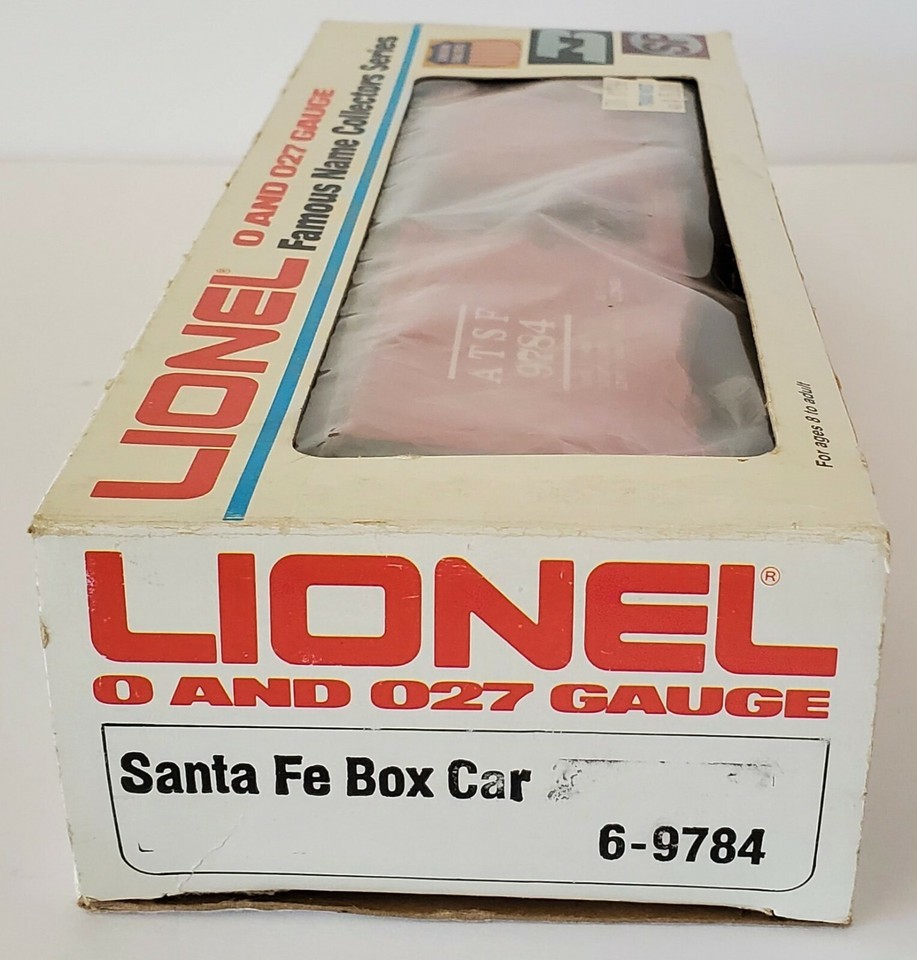 LIONEL® O AND 027 GAUGE
Famous Name Collectors Series
SP
ATSF
9784
For ages 8 to adult
LIONEL®
O AND 027 GAUGE
Santa Fe Box Car
6-9784